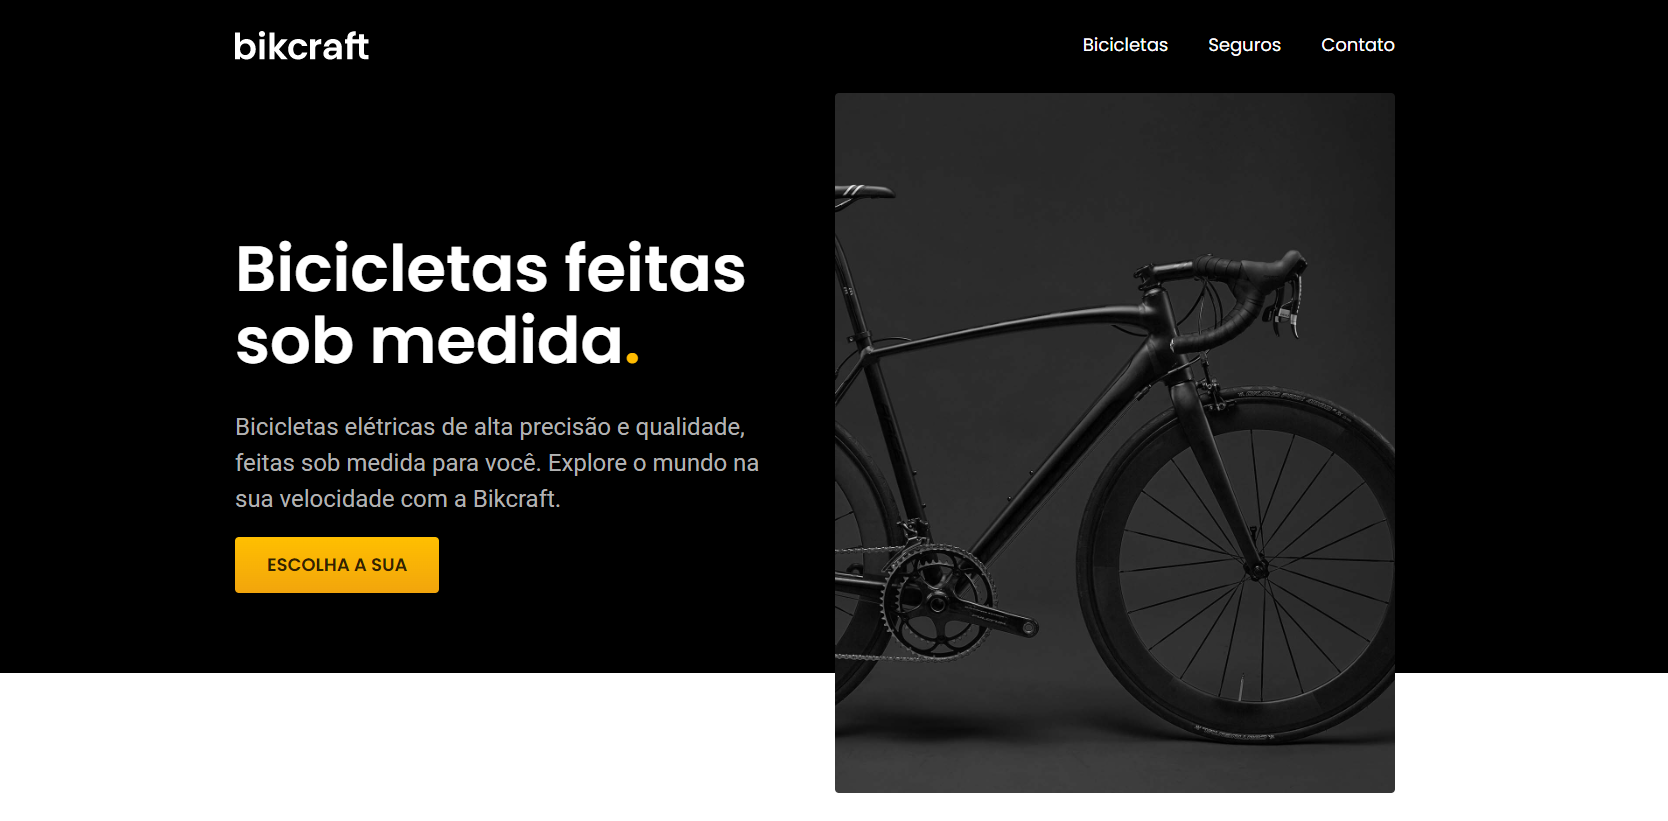 bikcraft
Bicicletas
Seguros
Contato
Bicicletas feitas
sob medida.
Bicicletas elétricas de alta precisão e qualidade,
feitas sob medida para você. Explore o mundo na
sua velocidade com a Bikcraft.
ESCOLHA A SUA